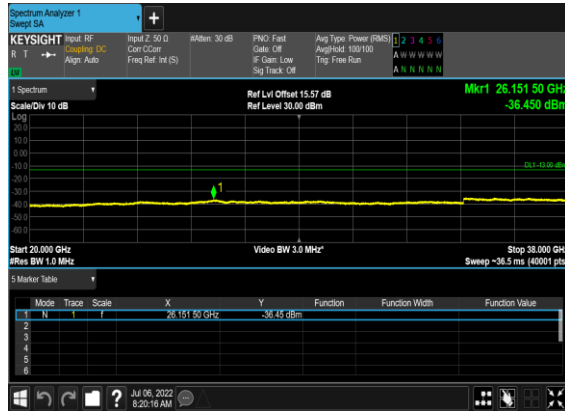 Spectrum Analyzer 1
Swept SA
+
KEYSIGHT Input: RF Input Z: 50 Ω #Atten: 30 dB PNO: Fast Avg Type: Power (RMS) 1 2 3 4 5 6
R T Coupling: DC Corr CCorr Gate: Off Avg|Hold: 100/100 A W W W W W
Align: Auto Freq Ref: Int (S) IF Gain: Low Trig: Free Run
Sig Track: Off A N N N N N
LW
1 Spectrum Ref Lvl Offset 15.57 dB Mkr1 26.151 50 GHz
Scale/Div 10 dB Ref Level 30.00 dBm -36.450 dBm
Log
20.0
10.0
0.00
-10.0 DL1 -13.00 dBm
-20.0
-30.0 1
-40.0
-50.0
-60.0
Start 20.000 GHz Video BW 3.0 MHz* Stop 38.000 GHz
#Res BW 1.0 MHz Sweep ~36.5 ms (40001 pts)
5 Marker Table
Mode Trace Scale X Y Function Function Width Function Value
1 N 1 f 26.151 50 GHz -36.45 dBm
2
3
4
5
6
? Jul 06, 2022
8:20:16 AM